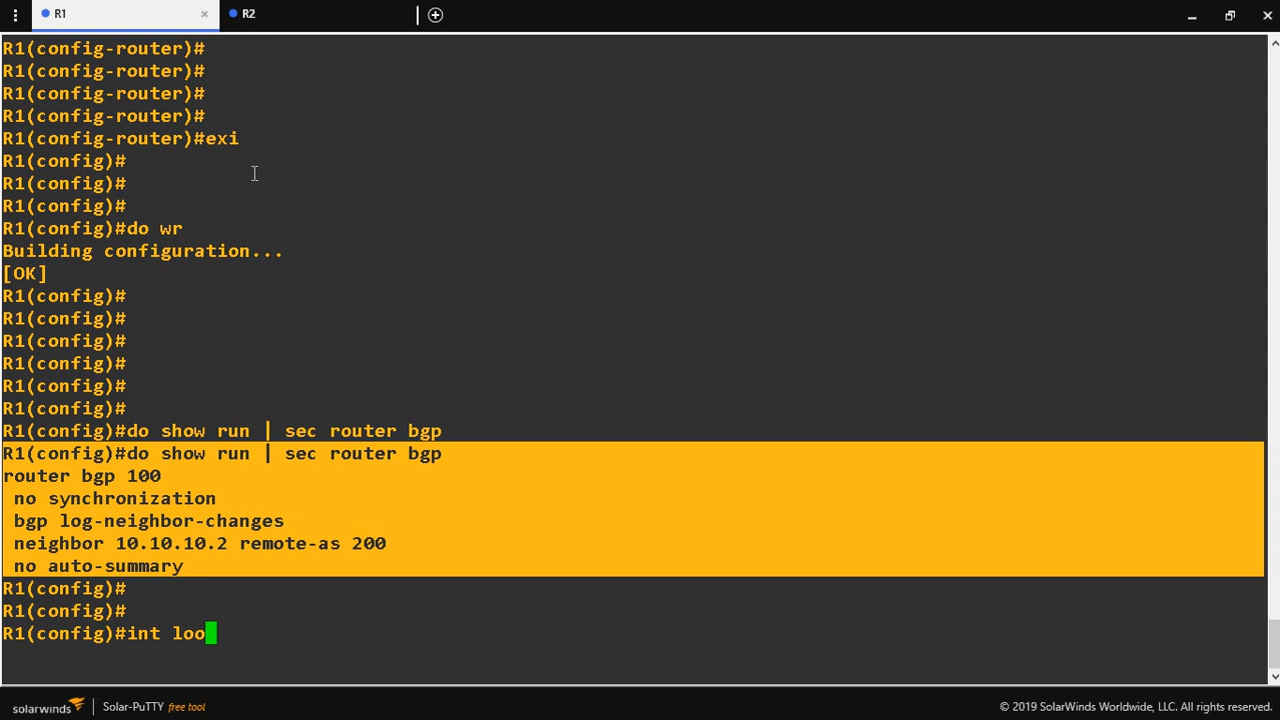 R1
R2
R1(config-router)#
R1(config-router)#
R1(config-router)#
R1(config-router)#
R1(config-router)#exi
R1(config)#
R1(config)#
R1(config)#
R1(config)#do wr
Building configuration...
[OK]
R1(config)#
R1(config)#
R1(config)#
R1(config)#
R1(config)#
R1(config)#
R1(config)#do show run | sec router bgp
R1(config)#do show run | sec router bgp
router bgp 100
 no synchronization
 bgp log-neighbor-changes
 neighbor 10.10.10.2 remote-as 200
 no auto-summary
R1(config)#
R1(config)#
R1(config)#int loo
solarwinds | Solar-PuTTY free tool
© 2019 SolarWinds Worldwide, LLC. All rights reserved.